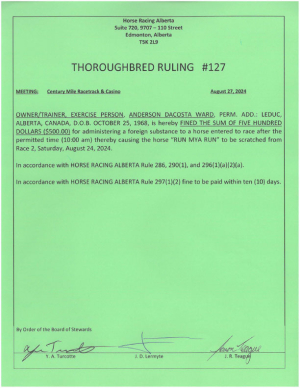 Horse Racing Alberta
Suite 720, 9707 – 110 Street
Edmonton, Alberta
T5K 2L9
THOROUGHBRED RULING #127
MEETING: Century Mile Racetrack & Casino August 27, 2024
OWNER/TRAINER, EXERCISE PERSON, ANDERSON DACOSTA WARD, PERM. ADD.: LEDUC,
ALBERTA, CANADA, D.O.B. OCTOBER 25, 1968, is hereby FINED THE SUM OF FIVE HUNDRED
DOLLARS ($500.00) for administering a foreign substance to a horse entered to race after the
permitted time (10:00 am) thereby causing the horse "RUN MYA RUN" to be scratched from
Race 2, Saturday, August 24, 2024.
In accordance with HORSE RACING ALBERTA Rule 286, 290(1), and 296(1)(a)(2)(a).
In accordance with HORSE RACING ALBERTA Rule 297(1)(2) fine to be paid within ten (10) days.
By Order of the Board of Stewards
Y. A. Turcotte J. D. Lennyte J. R. Teague